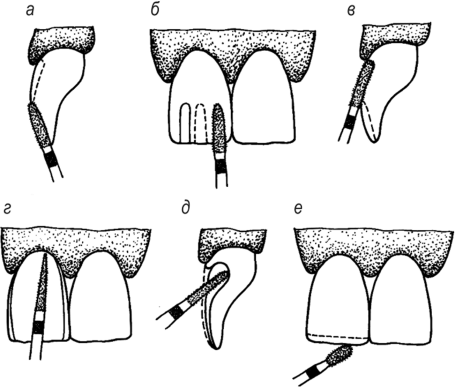 а б в
г д е